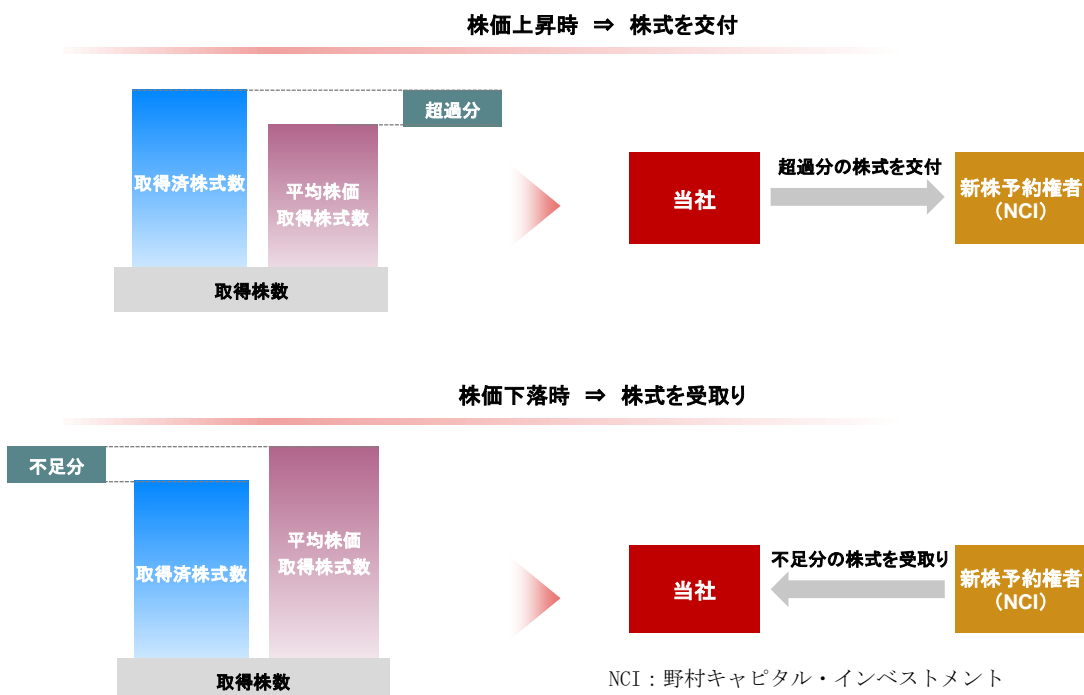 株価上昇時 ⇒ 株式を交付
超過分
取得済株式数
平均株価
取得株式数
取得株数
当社
超過分の株式を交付
新株予約権者
（NCI）
株価下落時 ⇒ 株式を受取り
不足分
取得済株式数
平均株価
取得株式数
取得株数
当社
不足分の株式を受取り
新株予約権者
（NCI）
NCI：野村キャピタル・インベストメント